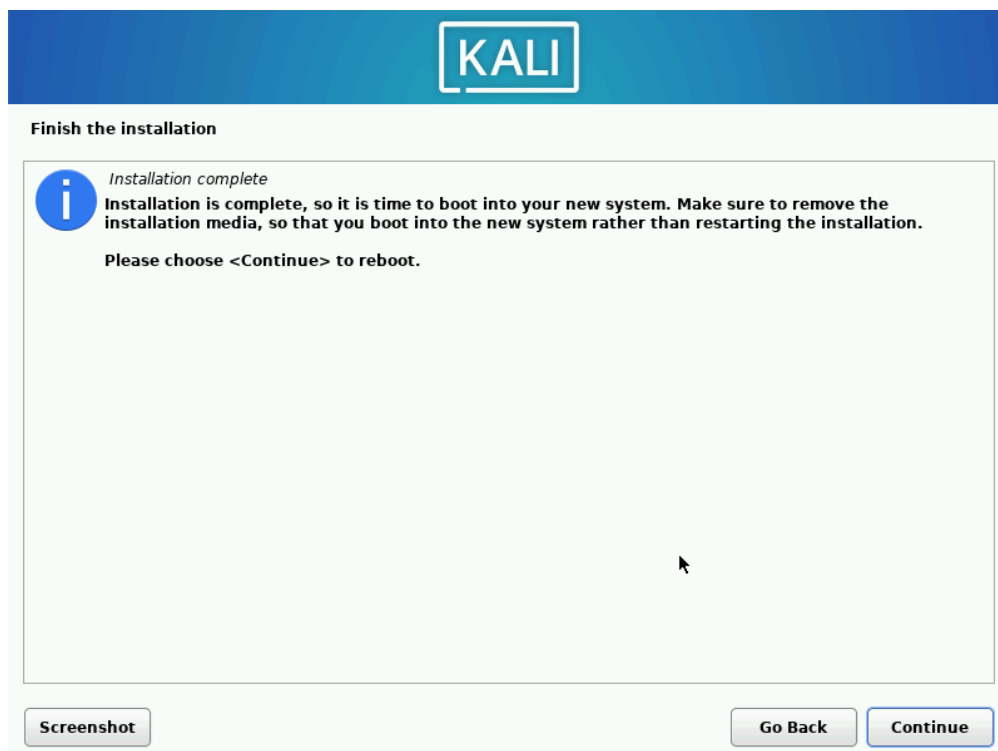 KALI
Finish the installation
Installation complete
Installation is complete, so it is time to boot into your new system. Make sure to remove the
installation media, so that you boot into the new system rather than restarting the installation.
Please choose <Continue> to reboot.
Screenshot
Go Back
Continue